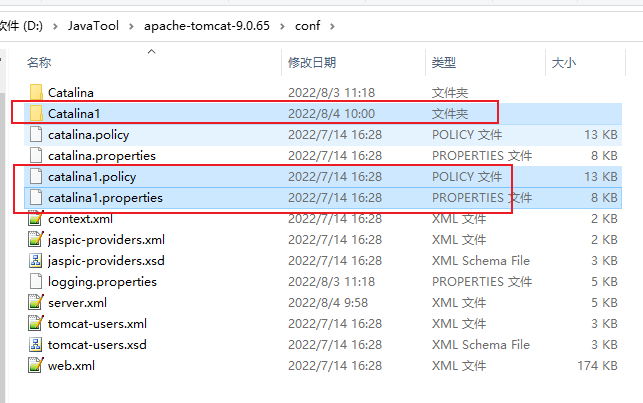 软件 (D:) › JavaTool › apache-tomcat-9.0.65 › conf ›
名称 修改日期 类型 大小
Catalina 2022/8/3 11:18 文件夹
Catalina1 2022/8/4 10:00 文件夹
catalina.policy 2022/7/14 16:28 POLICY 文件 13 KB
catalina.properties 2022/7/14 16:28 PROPERTIES 文件 8 KB
catalina1.policy 2022/7/14 16:28 POLICY 文件 13 KB
catalina1.properties 2022/7/14 16:28 PROPERTIES 文件 8 KB
context.xml 2022/7/14 16:28 XML 文件 2 KB
jaspic-providers.xml 2022/7/14 16:28 XML 文件 2 KB
jaspic-providers.xsd 2022/7/14 16:28 XML Schema File 3 KB
logging.properties 2022/8/3 11:18 PROPERTIES 文件 5 KB
server.xml 2022/8/4 9:58 XML 文件 5 KB
tomcat-users.xml 2022/7/14 16:28 XML 文件 3 KB
tomcat-users.xsd 2022/7/14 16:28 XML Schema File 3 KB
web.xml 2022/7/14 16:28 XML 文件 174 KB